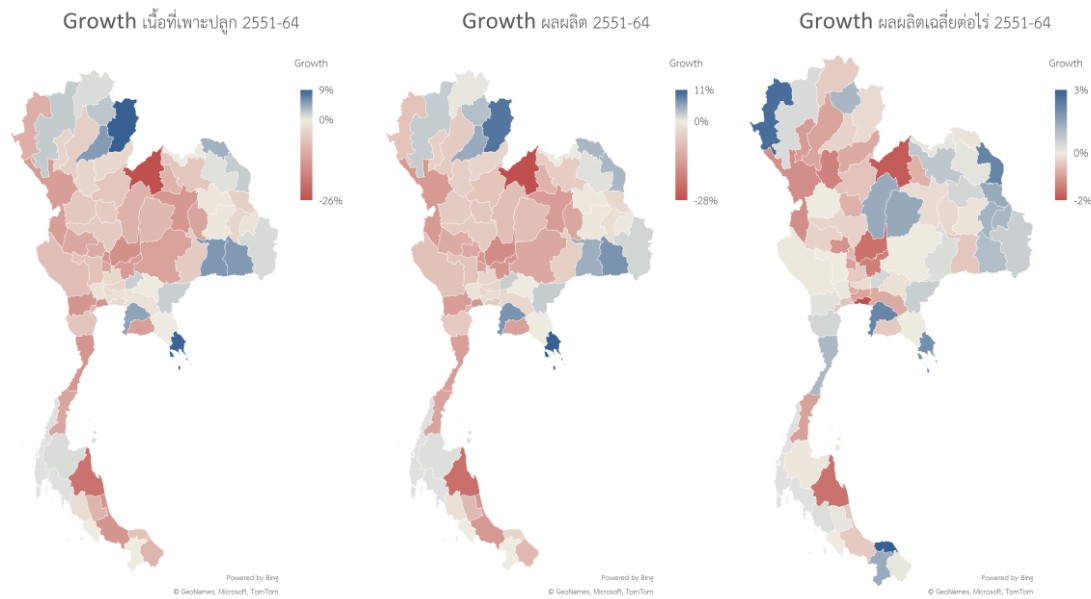 Growth เนื้อที่เพาะปลูก 2551-64
Growth
9%
0%
-26%
Powered by Bing
© GeoNames, Microsoft, TomTom
Growth ผลผลิต 2551-64
Growth
11%
0%
-28%
Powered by Bing
© GeoNames, Microsoft, TomTom
Growth ผลผลิตเฉลี่ยต่อไร่ 2551-64
Growth
3%
0%
-2%
Powered by Bing
© GeoNames, Microsoft, TomTom